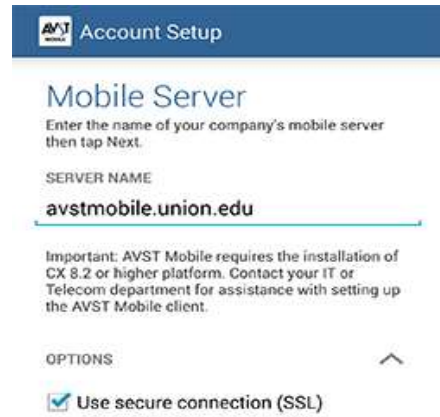 AVST MOBILE Account Setup
Mobile Server
Enter the name of your company's mobile server
then tap Next.
SERVER NAME
avstmobile.union.edu
Important: AVST Mobile requires the installation of
CX 8.2 or higher platform. Contact your IT or
Telecom department for assistance with setting up
the AVST Mobile client.
OPTIONS
Use secure connection (SSL)